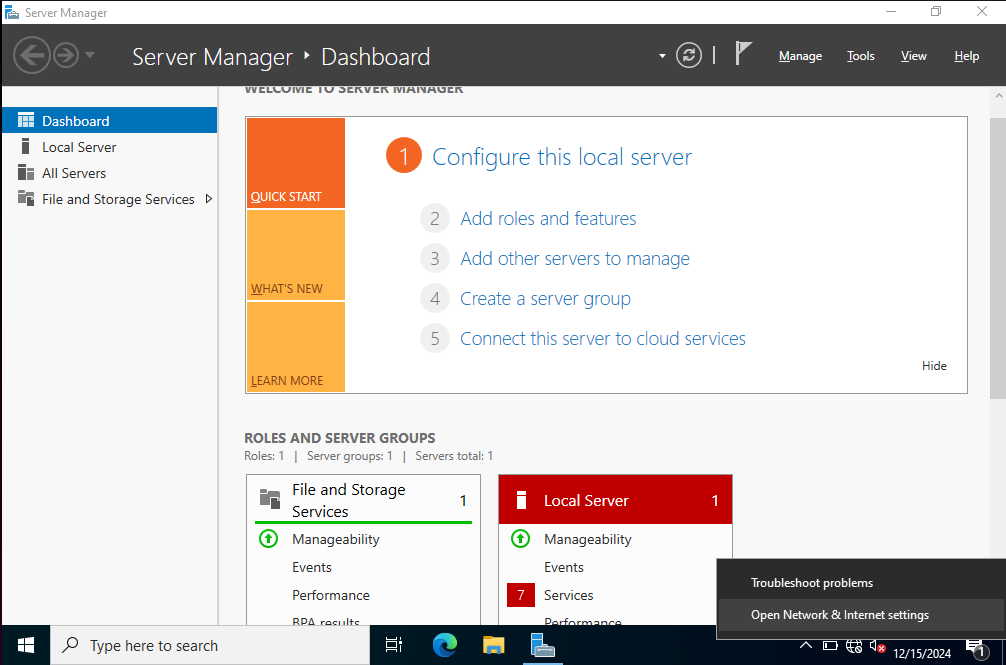 Server Manager
Server Manager ‣ Dashboard
Manage Tools View Help
WELCOME TO SERVER MANAGER
Dashboard
Local Server
All Servers
File and Storage Services
QUICK START
WHAT'S NEW
LEARN MORE
1 Configure this local server
2 Add roles and features
3 Add other servers to manage
4 Create a server group
5 Connect this server to cloud services
Hide
ROLES AND SERVER GROUPS
Roles: 1 | Server groups: 1 | Servers total: 1
File and Storage
Services
1
Manageability
Events
Performance
BPA results
Local Server 1
Manageability
Events
7 Services
Performance
Troubleshoot problems
Open Network & Internet settings
Type here to search
12/15/2024
1